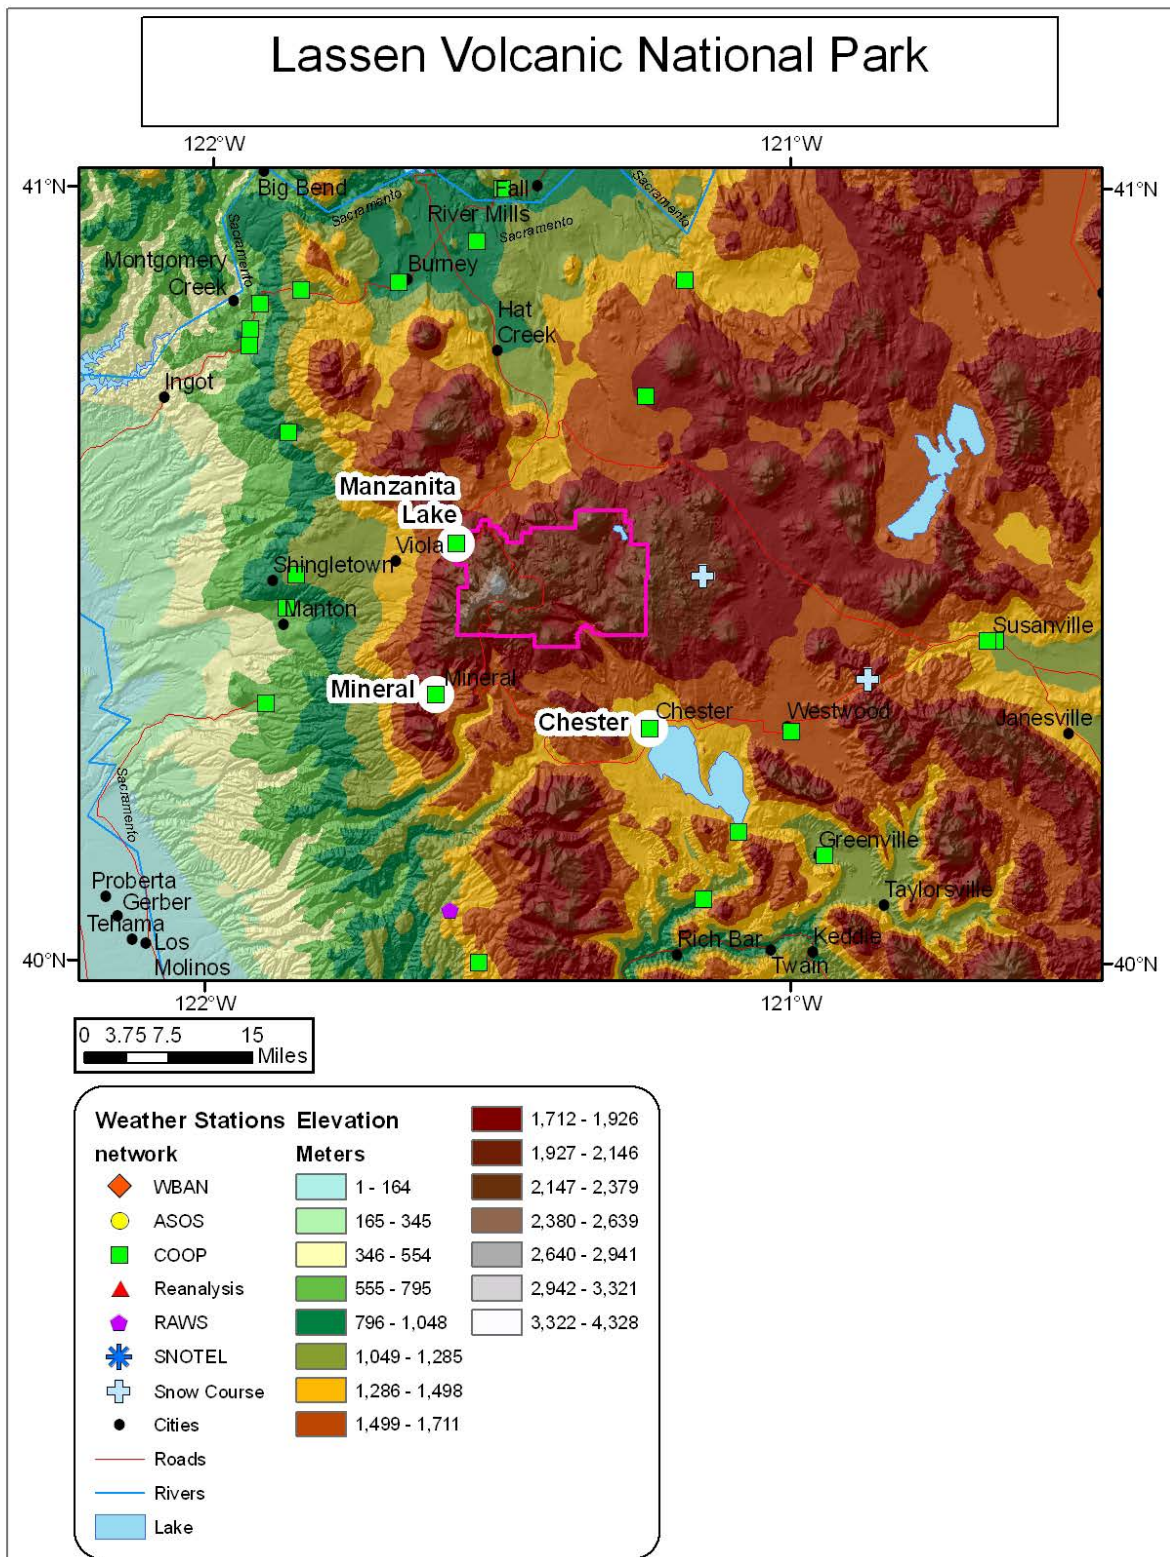 Lassen Volcanic National Park
122°W
121°W
41°N
41°N
Big Bend
Fall
River Mills
Sacramento
Sacramento
Sacramento
Sacramento
Montgomery
Creek
Burney
Hat
Creek
Ingot
Manzanita
Lake
Viola
Shingletown
Manton
Susanville
Mineral
Mineral
Chester
Chester
Westwood
Janesville
Sacramento
Greenville
Taylorsville
Proberta
Gerber
Tehama
Los
Molinos
Rich Bar
Keddie
Twain
40°N
40°N
122°W
121°W
0 3.75 7.5 15
Miles
Weather Stations
network
WBAN
ASOS
COOP
Reanalysis
RAWS
SNOTEL
Snow Course
Cities
Roads
Rivers
Lake
Elevation
Meters
1 - 164
165 - 345
346 - 554
555 - 795
796 - 1,048
1,049 - 1,285
1,286 - 1,498
1,499 - 1,711
1,712 - 1,926
1,927 - 2,146
2,147 - 2,379
2,380 - 2,639
2,640 - 2,941
2,942 - 3,321
3,322 - 4,328